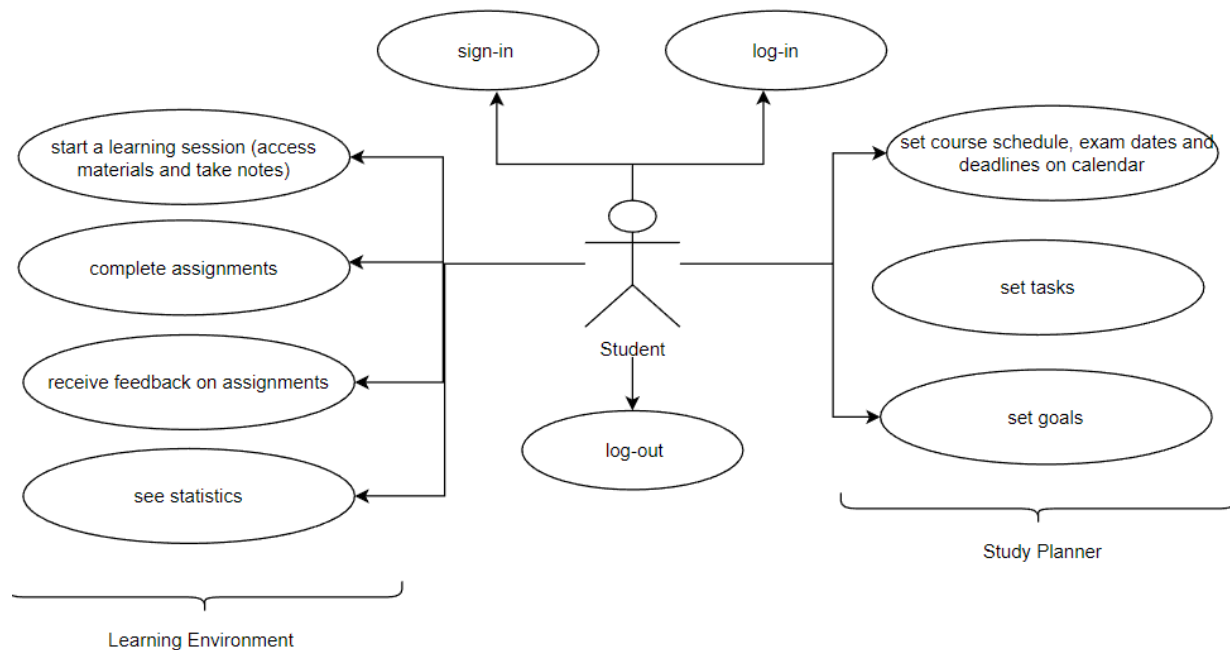 sign-in
log-in
start a learning session (access
materials and take notes)
set course schedule, exam dates and
deadlines on calendar
complete assignments
set tasks
Student
receive feedback on assignments
set goals
log-out
see statistics
Study Planner
Learning Environment